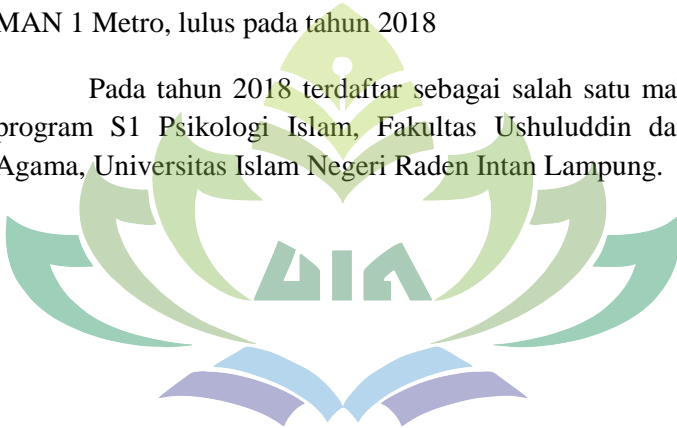 MAN 1 Metro, lulus pada tahun 2018
Pada tahun 2018 terdaftar sebagai salah satu ma
program S1 Psikologi Islam, Fakultas Ushuluddin da
Agama, Universitas Islam Negeri Raden Intan Lampung.
UIN